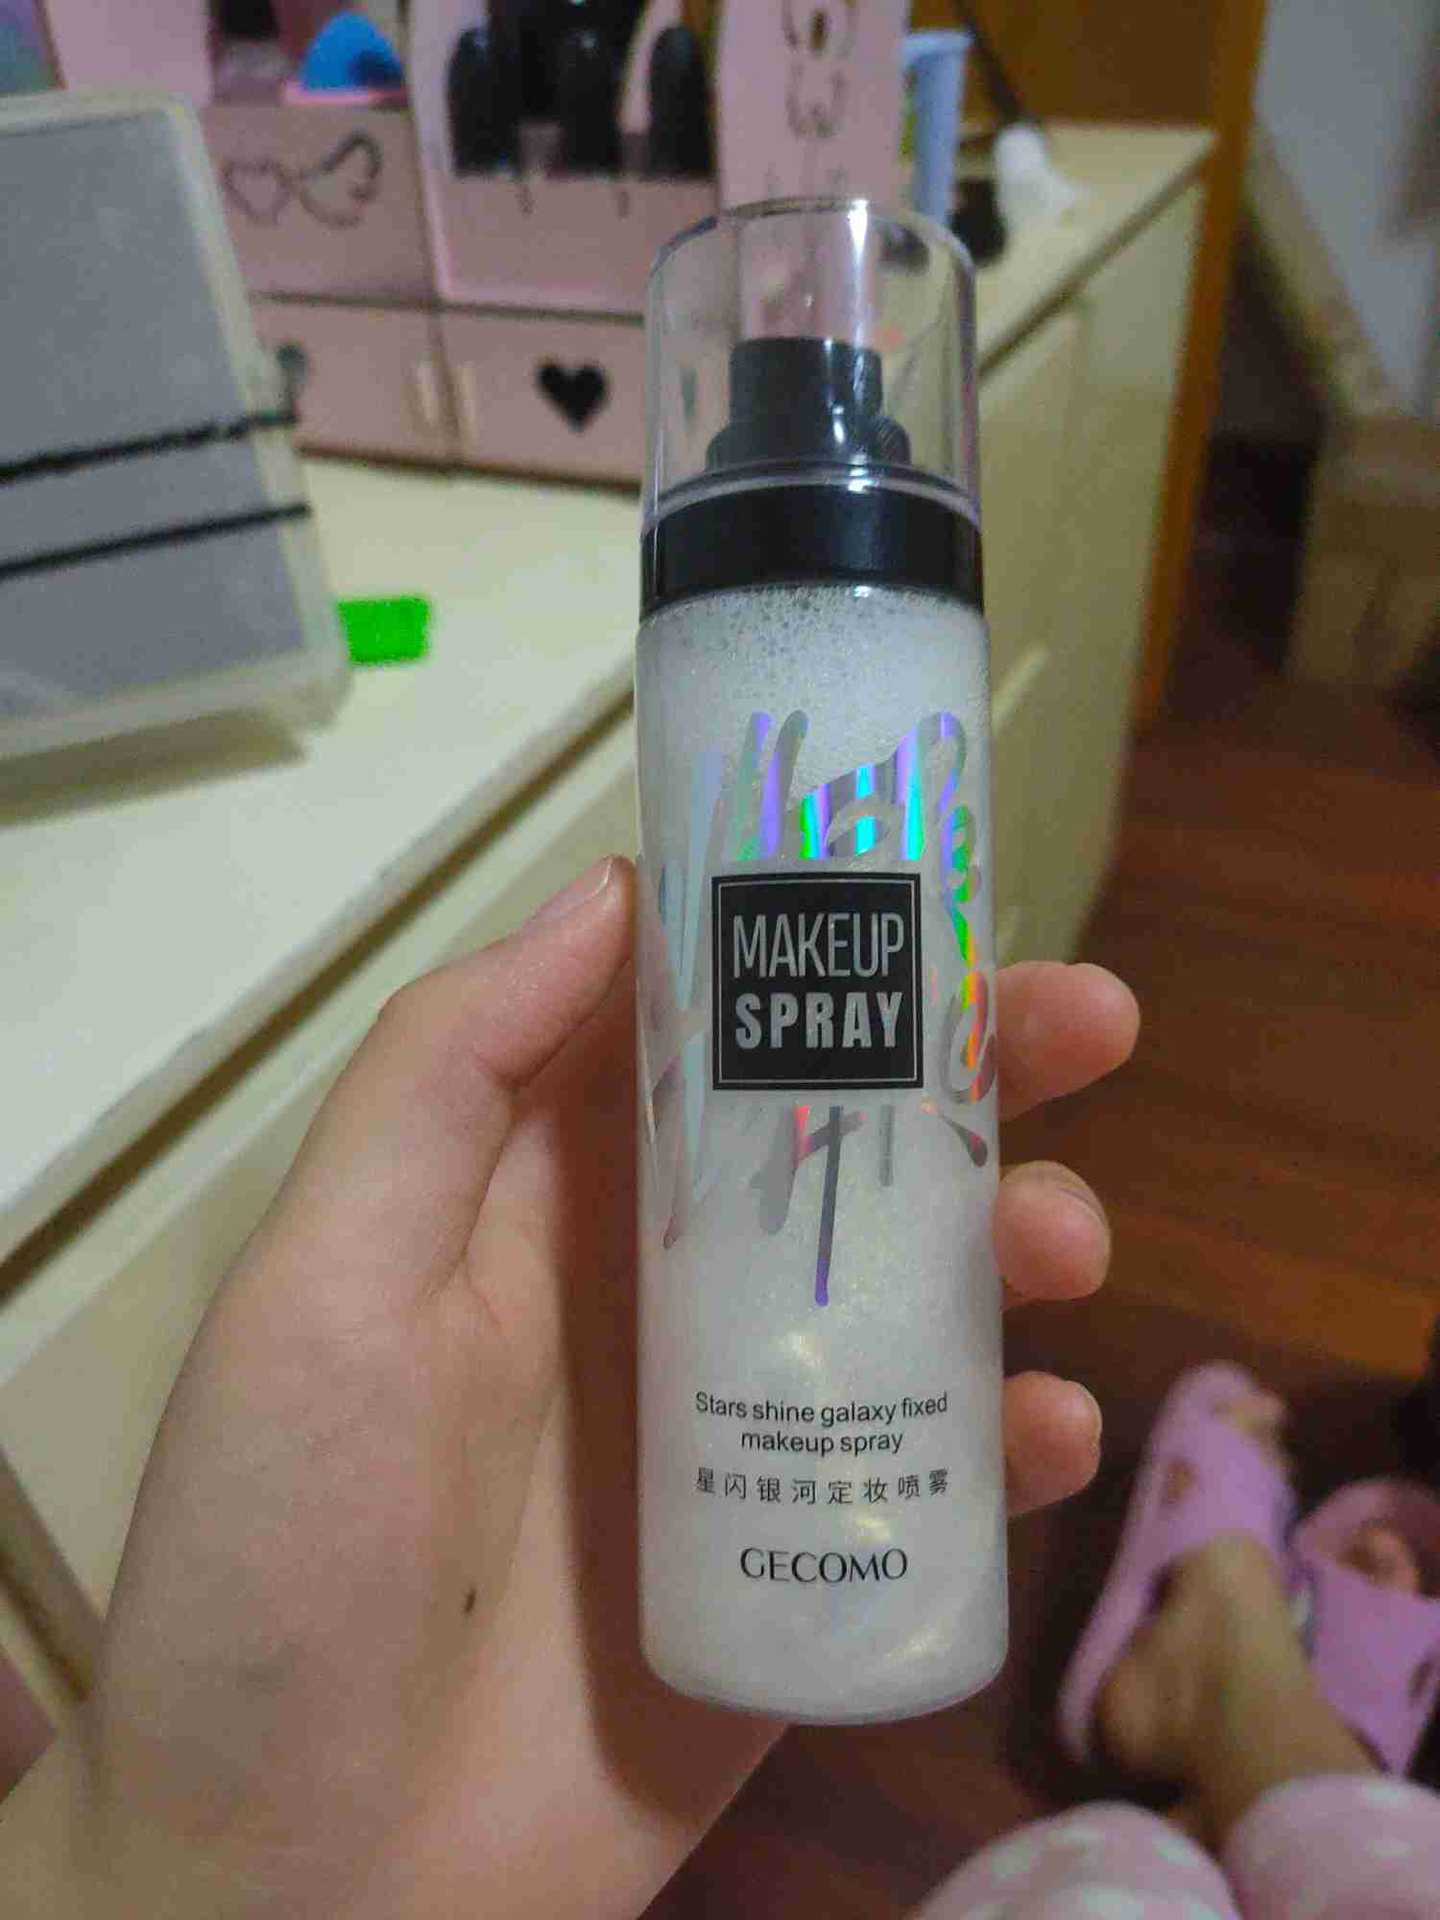 MAKEUP
SPRAY
Stars shine galaxy fixed
makeup spray
星闪银河定妆喷雾
GECOMO